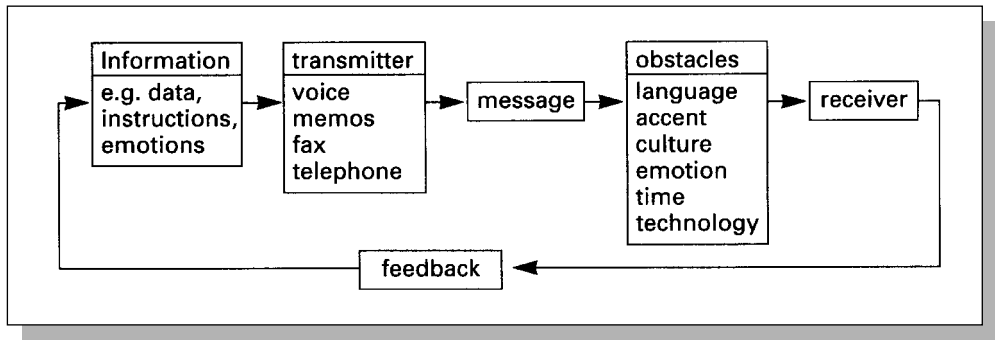 Information
e.g. data,
instructions,
emotions
transmitter
voice
memos
fax
telephone
message
obstacles
language
accent
culture
emotion
time
technology
receiver
feedback